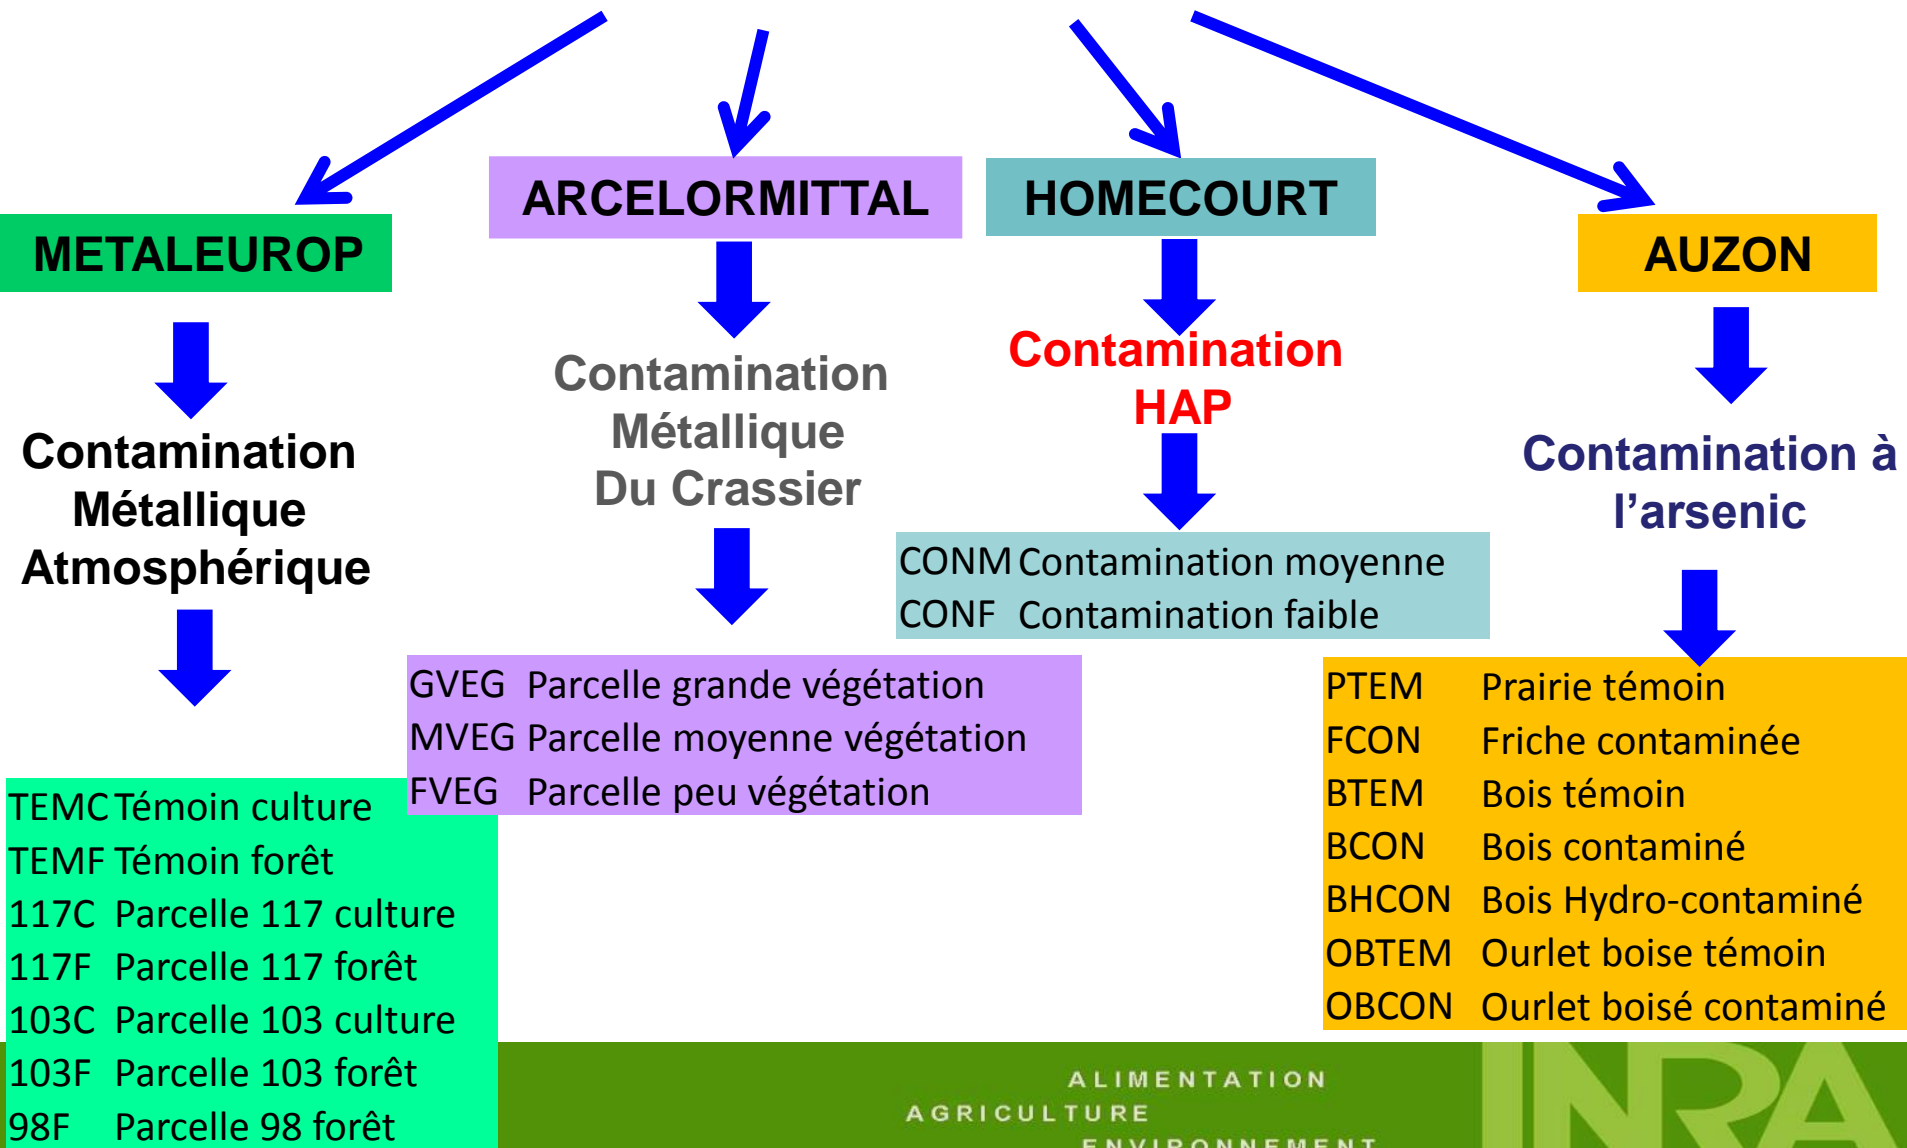 METALEUROP
Contamination
Métallique
Atmosphérique
TEMC Témoin culture
TEMF Témoin forêt
117C Parcelle 117 culture
117F Parcelle 117 forêt
103C Parcelle 103 culture
103F Parcelle 103 forêt
98F Parcelle 98 forêt
ARCELORMITTAL
Contamination
Métallique
Du Crassier
GVEG Parcelle grande végétation
MVEG Parcelle moyenne végétation
FVEG Parcelle peu végétation
HOMECOURT
Contamination
HAP
CONM Contamination moyenne
CONF Contamination faible
AUZON
Contamination à
l’arsenic
PTEM Prairie témoin
FCON Friche contaminée
BTEM Bois témoin
BCON Bois contaminé
BHCON Bois Hydro-contaminé
OBTEM Ourlet boise témoin
OBCON Ourlet boisé contaminé
ALIMENTATION
AGRICULTURE
ENVIRONNEMENT
INRA